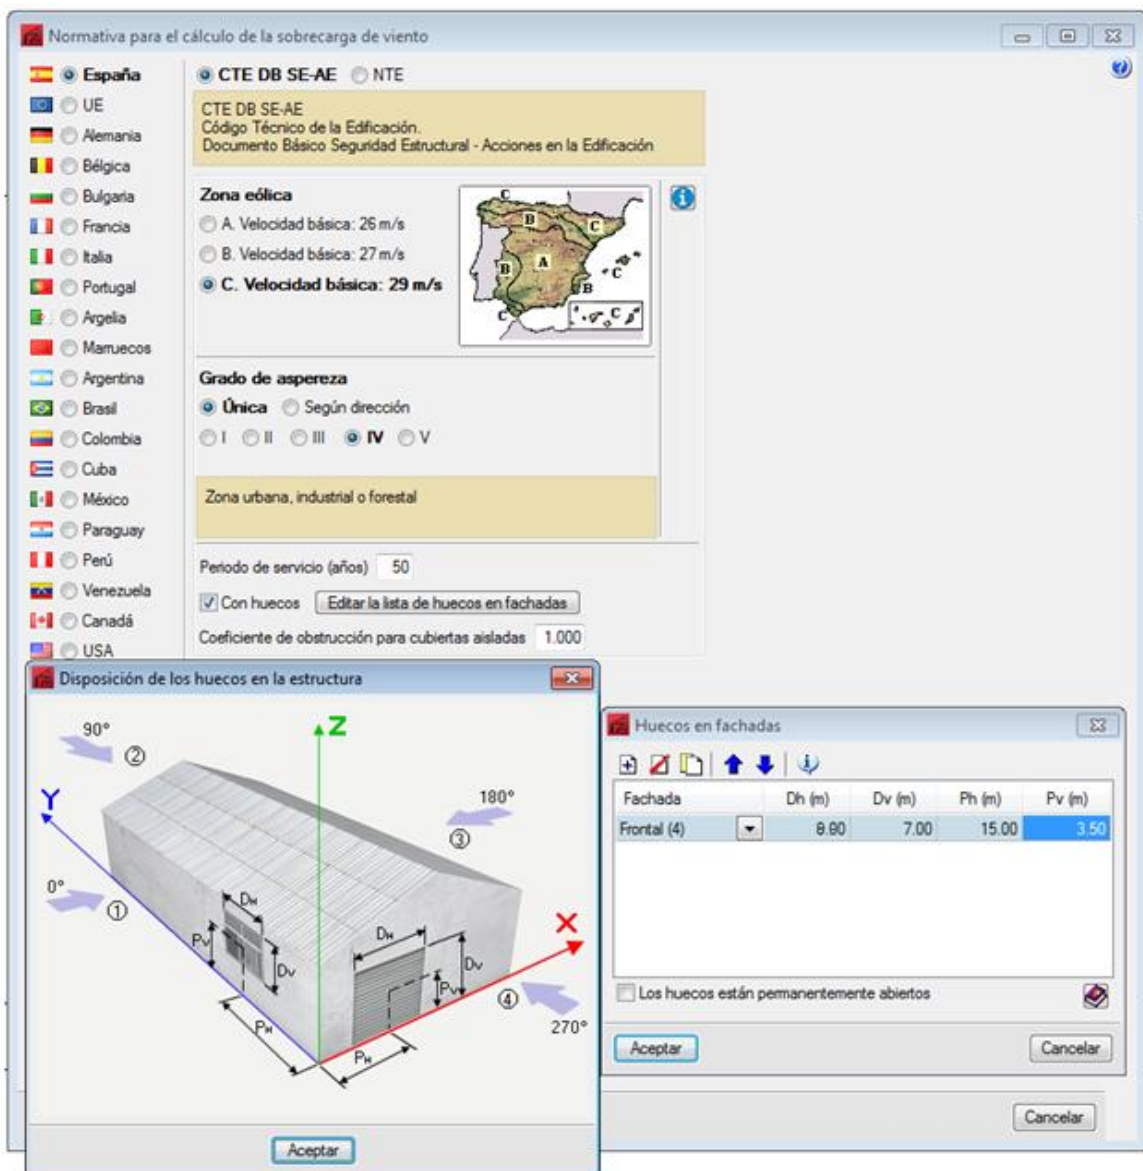 Normativa para el cálculo de la sobrecarga de viento
España
UE
Alemania
Bélgica
Bulgaria
Francia
Italia
Portugal
Argelia
Marruecos
Argentina
Brasil
Colombia
Cuba
México
Paraguay
Perú
Venezuela
Canadá
USA
CTE DB SE-AE NTE
CTE DB SE-AE
Código Técnico de la Edificación.
Documento Básico Seguridad Estructural - Acciones en la Edificación
Zona eólica
A. Velocidad básica: 26 m/s
B. Velocidad básica: 27 m/s
C. Velocidad básica: 29 m/s
C
B
C
A
B
C
B
C
C
Grado de aspereza
Única Según dirección
I II III IV V
Zona urbana, industrial o forestal
Periodo de servicio (años) 50
Con huecos Editar la lista de huecos en fachadas
Coeficiente de obstrucción para cubiertas aisladas 1.000
Disposición de los huecos en la estructura
90°
2
Z
Y
180°
3
0°
1
DH
PV
DV
PH
X
DH
DV
PV
4
270°
PH
Aceptar
Huecos en fachadas
Fachada Dh (m) Dv (m) Ph (m) Pv (m)
Frontal (4) 8.80 7.00 15.00 3.50
Los huecos están permanentemente abiertos
Aceptar Cancelar
Cancelar